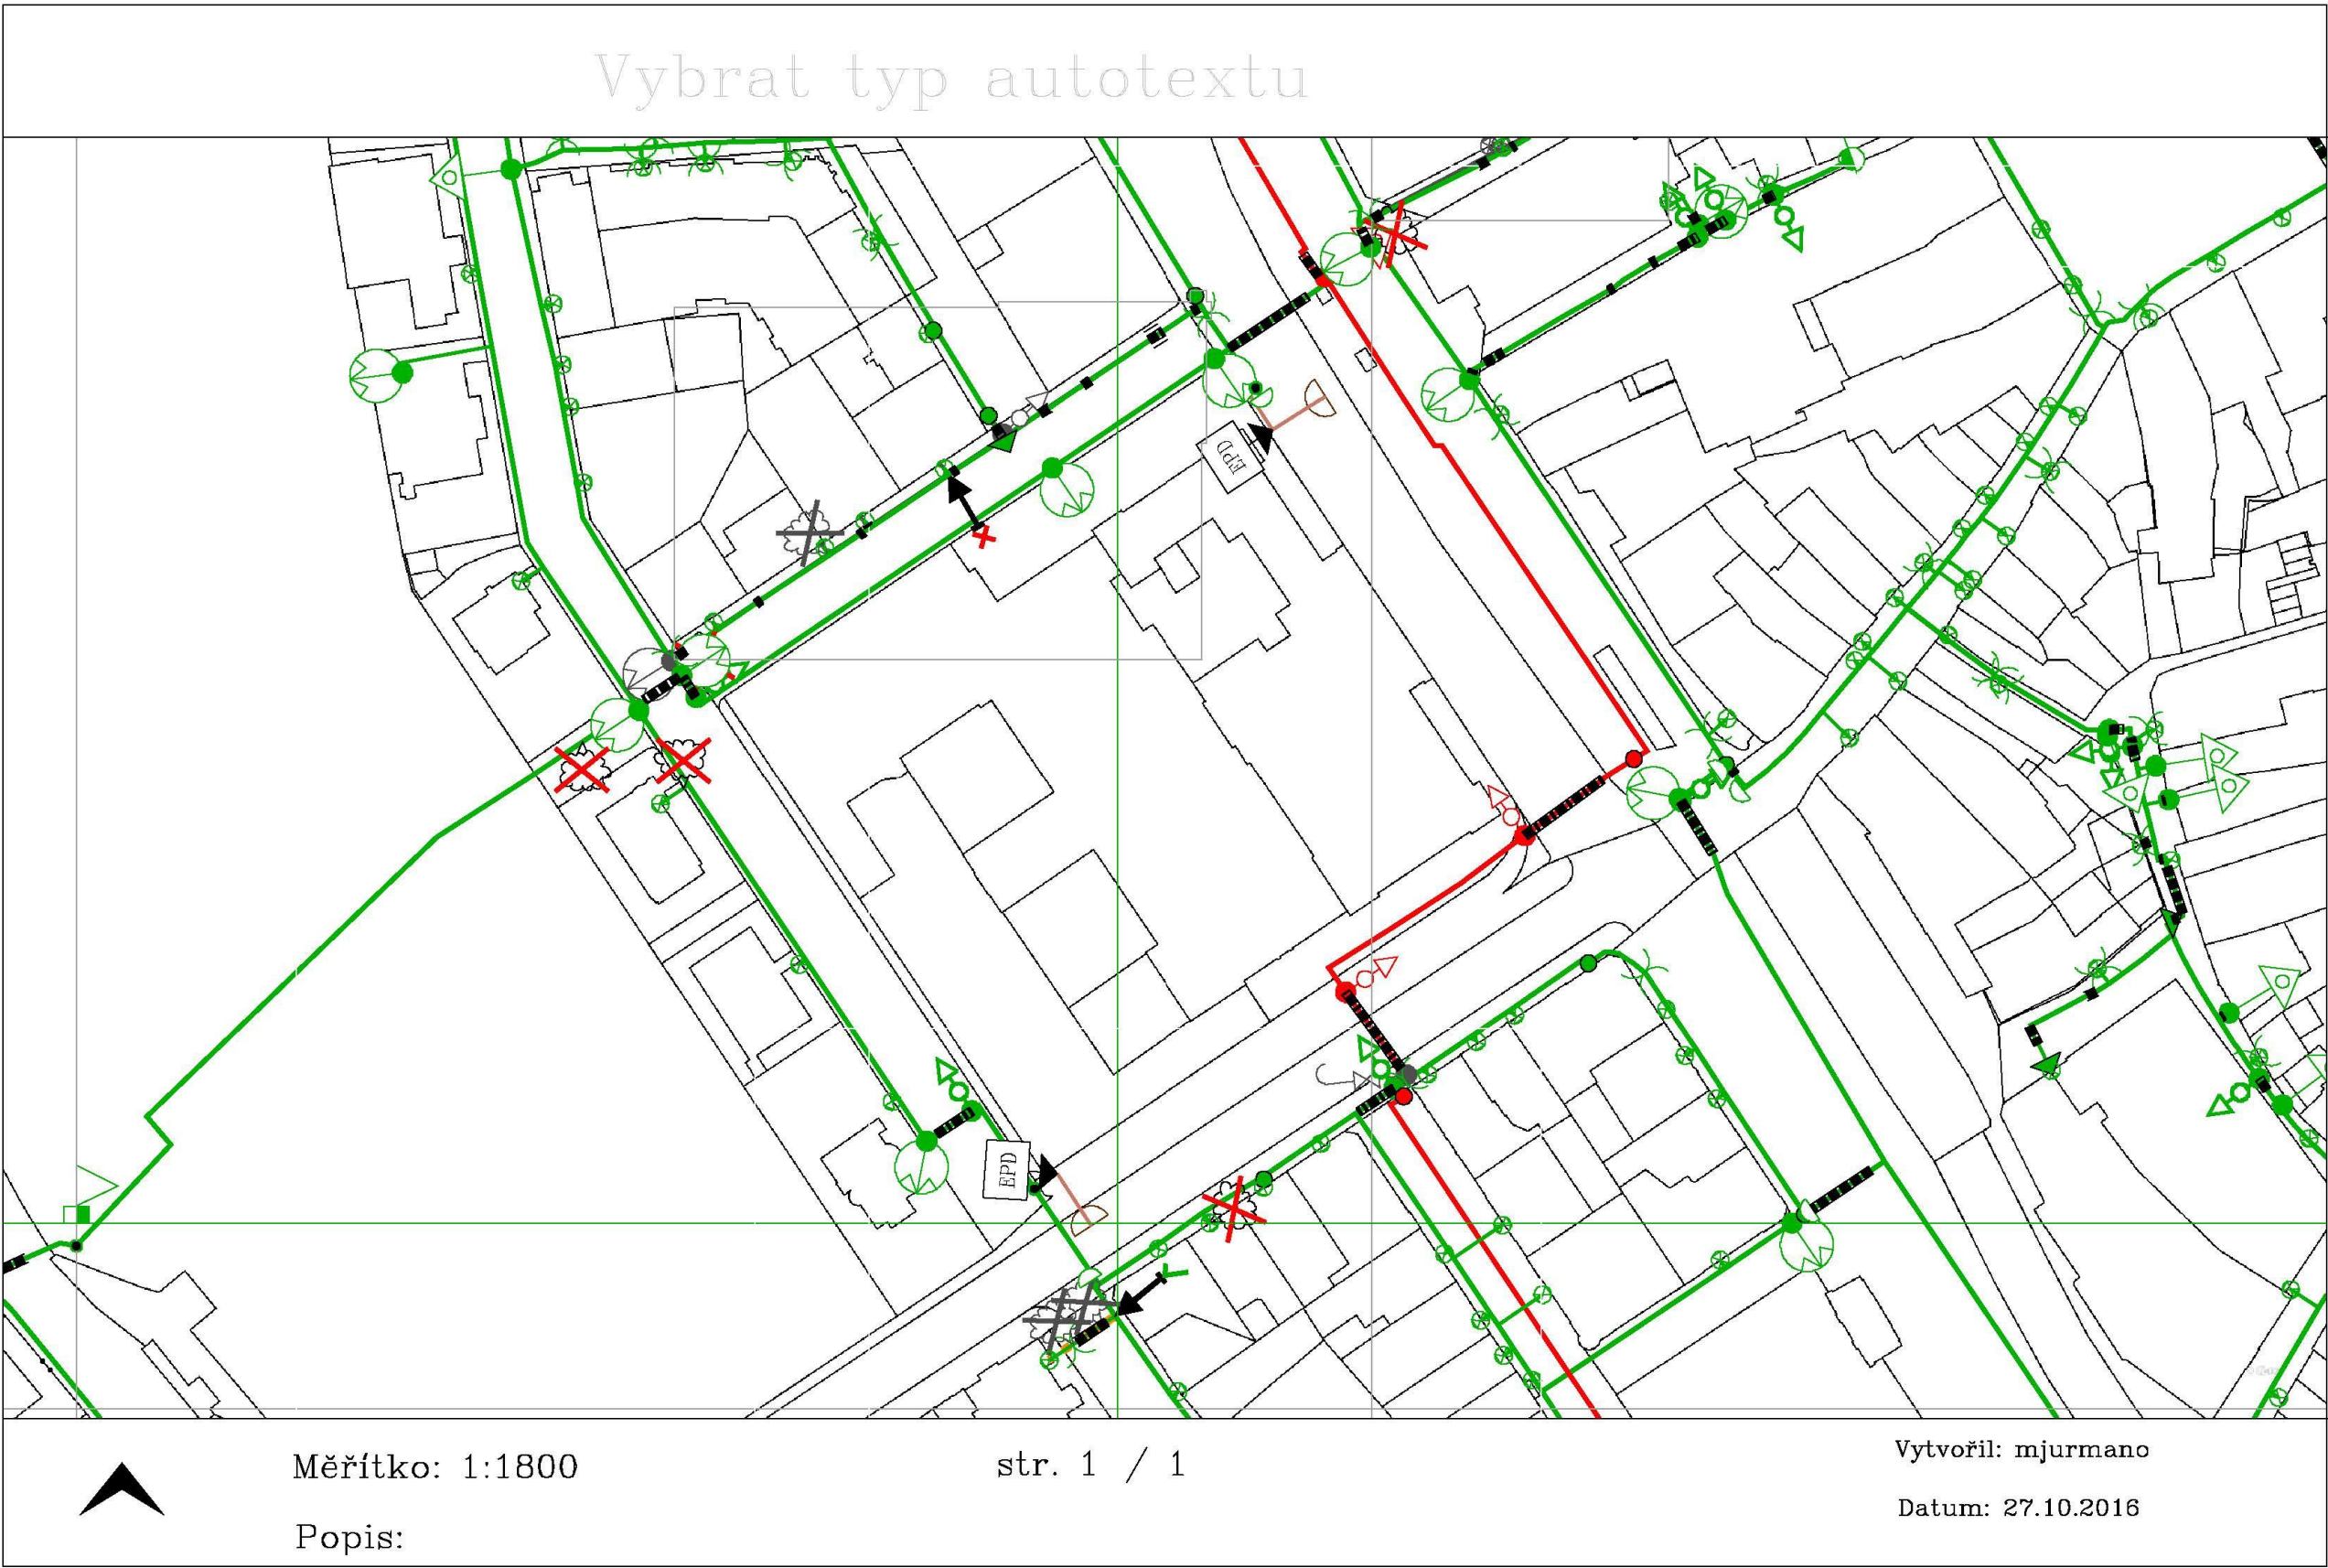 Vybrat typ autotextu
EPD
EPD
Měřítko: 1:1800
str. 1 / 1
Vytvořil: mjurmano
Datum: 27.10.2016
Popis: